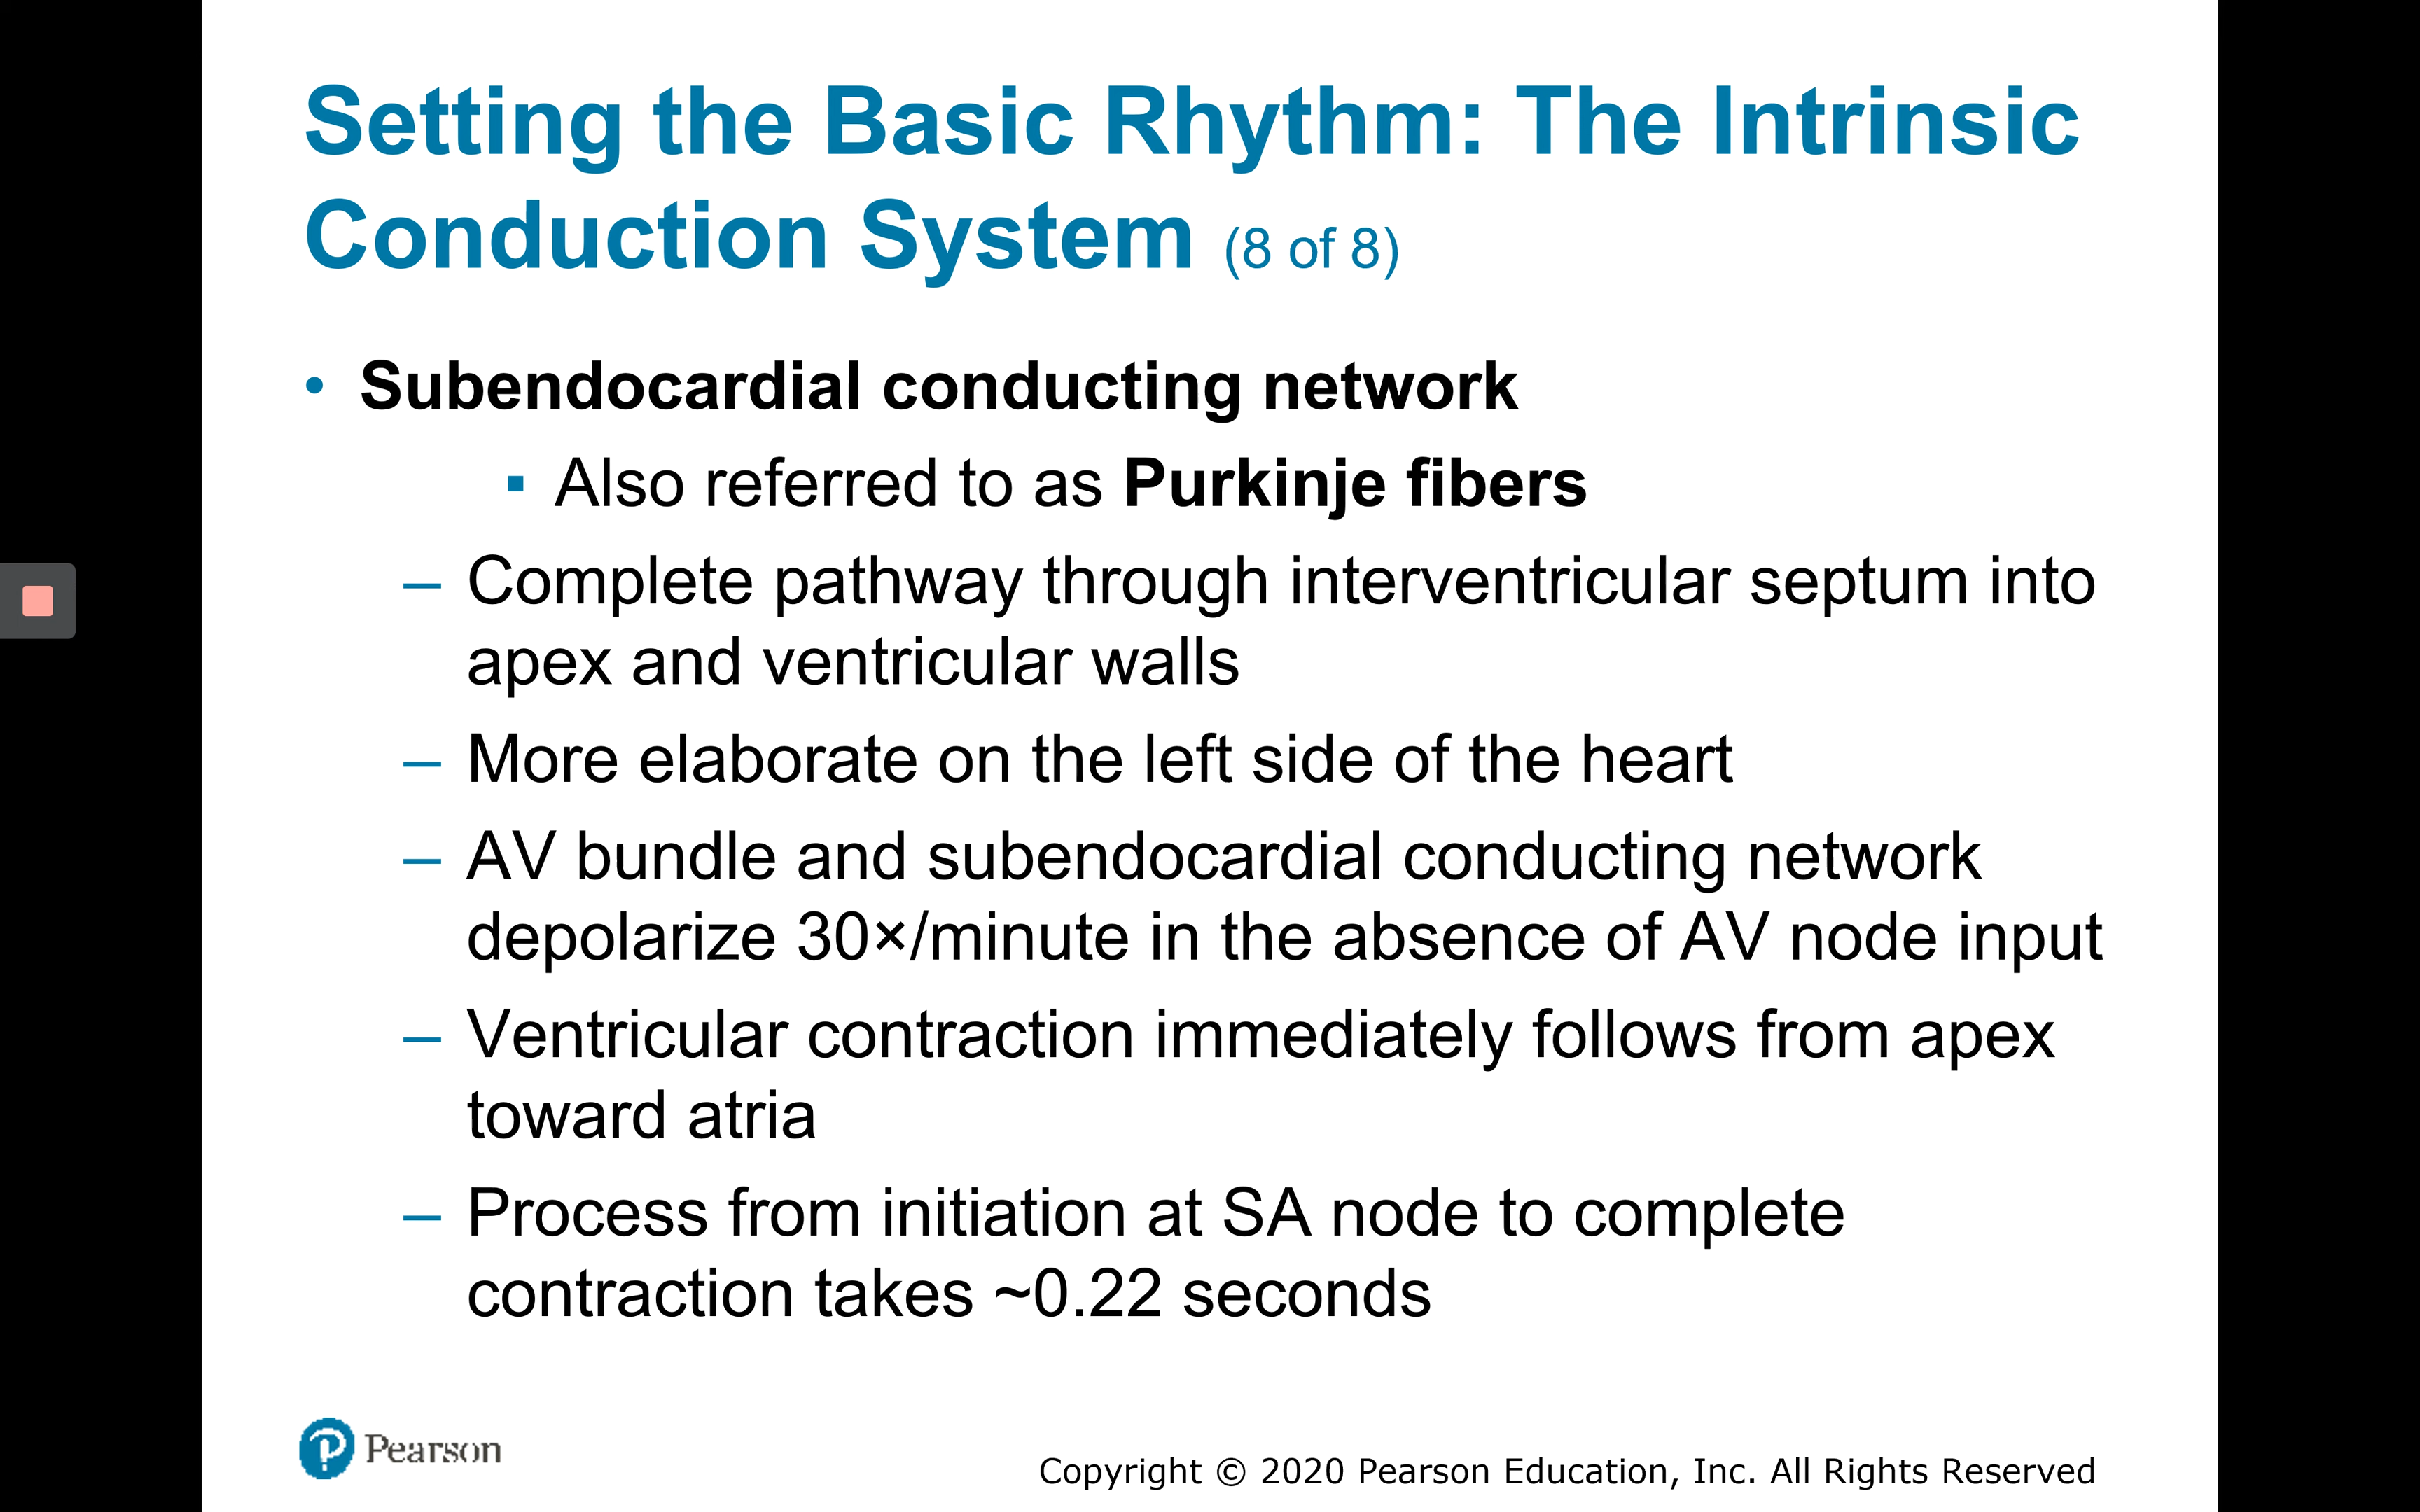 Setting the Basic Rhythm: The Intrinsic
Conduction System (8 of 8)
• Subendocardial conducting network
▪ Also referred to as Purkinje fibers
– Complete pathway through interventricular septum into
apex and ventricular walls
– More elaborate on the left side of the heart
– AV bundle and subendocardial conducting network
depolarize 30×/minute in the absence of AV node input
– Ventricular contraction immediately follows from apex
toward atria
– Process from initiation at SA node to complete
contraction takes ~0.22 seconds
Pearson
Copyright © 2020 Pearson Education, Inc. All Rights Reserved